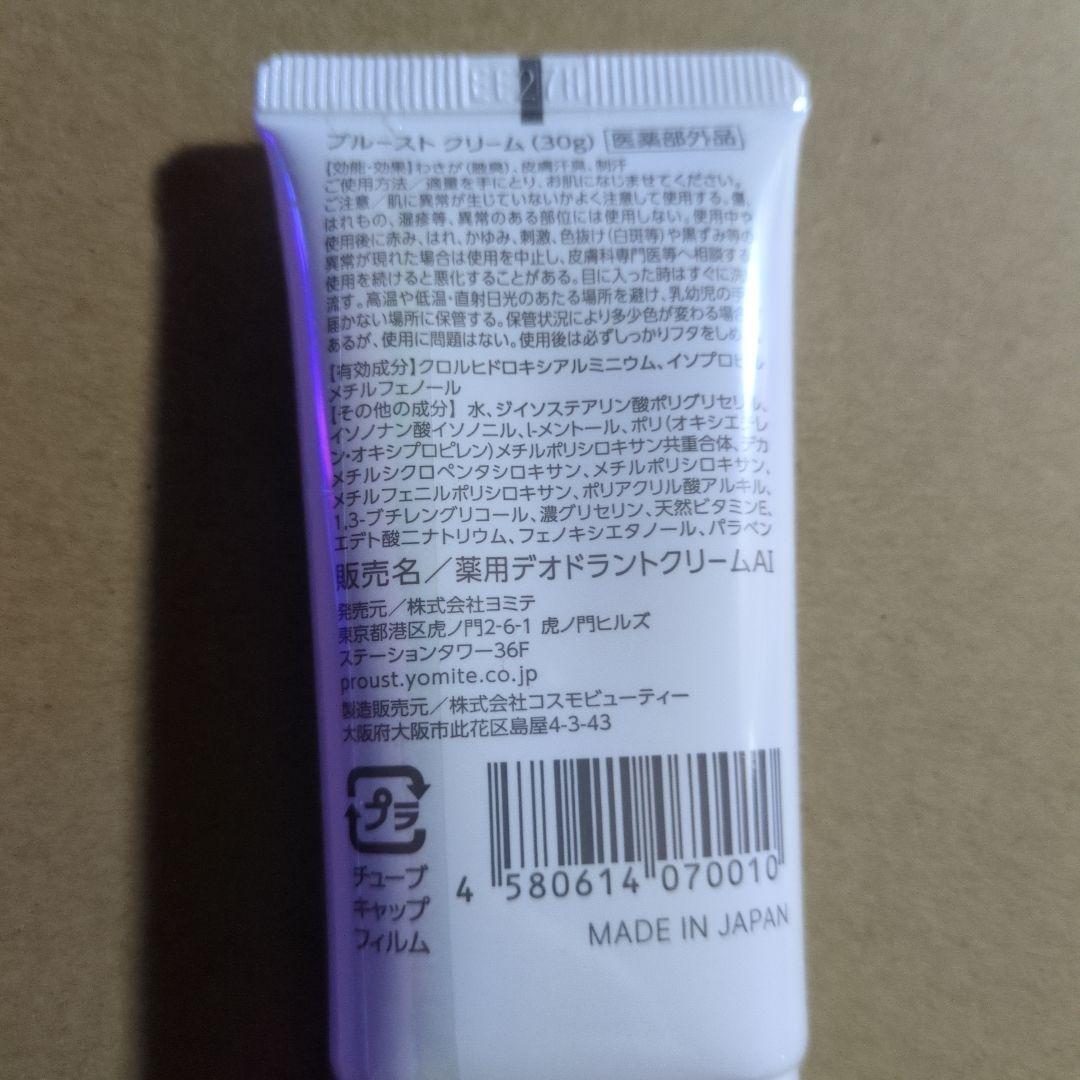 プルースト クリーム(30g) 医薬部外品
【効能・効果】わきが(腋臭)、皮膚汗臭、制汗
ご使用方法/適量を手にとり、お肌になじませてください。
ご注意/肌に異常が生じていないかよく注意して使用する。傷、
はれもの、湿疹等、異常のある部位には使用しない。使用中や
使用後に赤み、はれ、かゆみ、刺激、色抜け(白斑等)や黒ずみ等の
異常が現れた場合は使用を中止し、皮膚科専門医等へ相談する
使用を続けると悪化することがある。目に入った時はすぐに洗
流す。高温や低温・直射日光のあたる場所を避け、乳幼児の手
届かない場所に保管する。保管状況により多少色が変わる場合
あるが、使用に問題はない。使用後は必ずしっかりフタをしめ
【有効成分】クロルヒドロキシアルミニウム、イソプロピル
メチルフェノール
【その他の成分】水、ジイソステアリン酸ポリグリセリル、
イソノナン酸イソノニル、l-メントール、ポリ(オキシエチレ
ン・オキシプロピレン)メチルポリシロキサン共重合体、デカ
メチルシクロペンタシロキサン、メチルポリシロキサン、
メチルフェニルポリシロキサン、ポリアクリル酸アルキル、
1,3-ブチレングリコール、濃グリセリン、天然ビタミンE、
エデト酸二ナトリウム、フェノキシエタノール、パラベン
販売名/薬用デオドラントクリームAI
発売元/株式会社ヨミテ
東京都港区虎ノ門2-6-1 虎ノ門ヒルズ
ステーションタワー36F
proust.yomite.co.jp
製造販売元/株式会社コスモビューティー
大阪府大阪市此花区島屋4-3-43
プラ
チューブ
キャップ
フィルム
4 580614 070010
MADE IN JAPAN